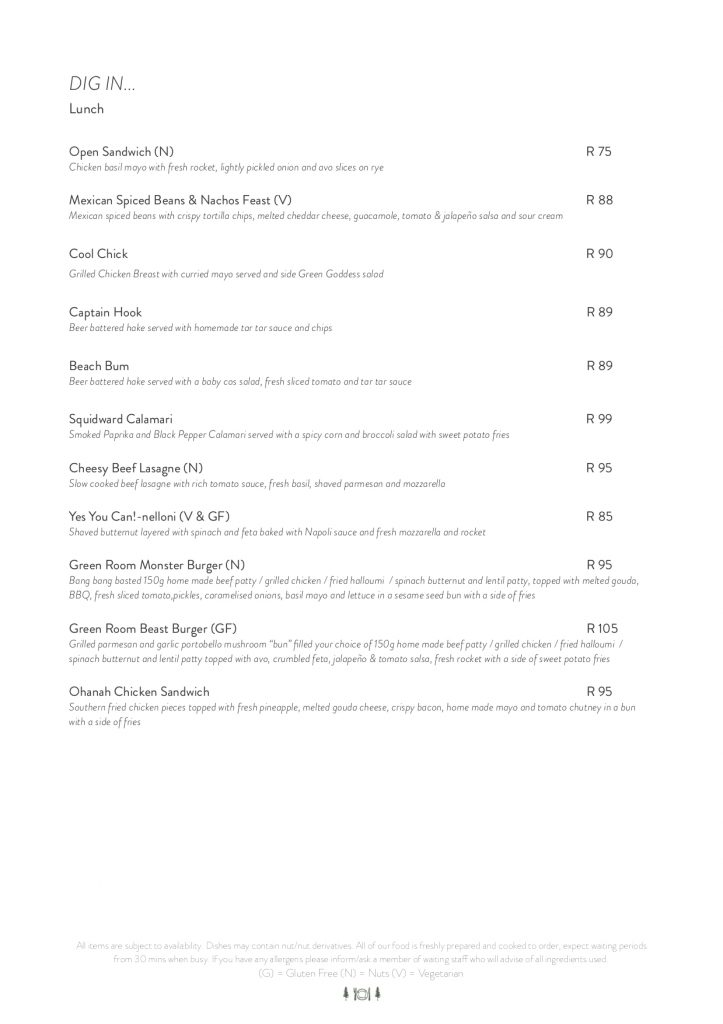 DIG IN...
Lunch
Open Sandwich (N) R 75
Chicken basil mayo with fresh rocket, lightly pickled onion and avo slices on rye
Mexican Spiced Beans & Nachos Feast (V) R 88
Mexican spiced beans with crispy tortilla chips, melted cheddar cheese, guacamole, tomato & jalapeño salsa and sour cream
Cool Chick R 90
Grilled Chicken Breast with curried mayo served and side Green Goddess salad
Captain Hook R 89
Beer battered hake served with homemade tar tar sauce and chips
Beach Bum R 89
Beer battered hake served with a baby cos salad, fresh sliced tomato and tar tar sauce
Squidward Calamari R 99
Smoked Paprika and Black Pepper Calamari served with a spicy corn and broccoli salad with sweet potato fries
Cheesy Beef Lasagne (N) R 95
Slow cooked beef lasagne with rich tomato sauce, fresh basil, shaved parmesan and mozzarella
Yes You Can!-nelloni (V & GF) R 85
Shaved butternut layered with spinach and feta baked with Napoli sauce and fresh mozzarella and rocket
Green Room Monster Burger (N) R 95
Bang bang basted 150g home made beef patty / grilled chicken / fried halloumi / spinach butternut and lentil patty, topped with melted gouda,
BBQ, fresh sliced tomato,pickles, caramelised onions, basil mayo and lettuce in a sesame seed bun with a side of fries
Green Room Beast Burger (GF) R 105
Grilled parmesan and garlic portobello mushroom "bun" filled your choice of 150g home made beef patty / grilled chicken / fried halloumi /
spinach butternut and lentil patty topped with avo, crumbled feta, jalapeño & tomato salsa, fresh rocket with a side of sweet potato fries
Ohanah Chicken Sandwich R 95
Southern fried chicken pieces topped with fresh pineapple, melted gouda cheese, crispy bacon, home made mayo and tomato chutney in a bun
with a side of fries
All items are subject to availability. Dishes may contain nut/nut derivatives. All of our food is freshly prepared and cooked to order, expect waiting periods
from 30 mins when busy. If you have any allergens please inform/ask a member of waiting staff who will advise of all ingredients used
(G) = Gluten Free (N) = Nuts (V) = Vegetarian